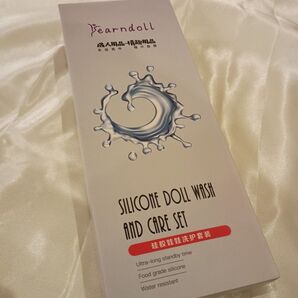 Yearndoll
成人用品·情趣用品
SILICONE DOLL WASH
AND CARE SET
硅胶娃娃洗护套装
Ultra-long standby time
Food grade silicone
Water resistant